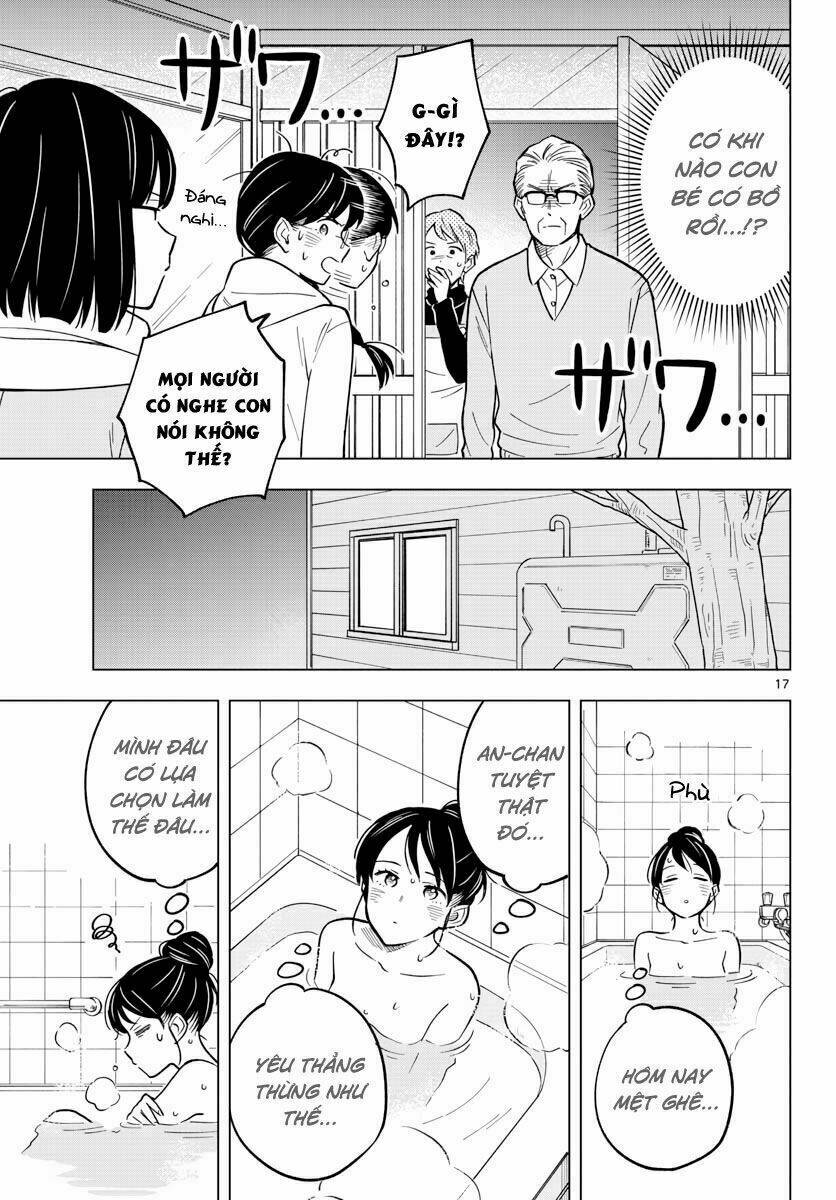 CÓ KHI
NÀO CON
BÉ CÓ BỒ
RỒI...!?
ザワ...
G-GÌ
ĐÂY!?
Đáng
nghi...
MỌI NGƯỜI
CÓ NGHE CON
NÓI KHÔNG
THẾ?
ザワ...
17
Phù
HÔM NAY
MỆT GHÊ...
AN-CHAN
TUYỆT
THẬT
ĐÓ...
YÊU THẲNG
THỪNG NHƯ
THẾ...
MÌNH ĐÂU
CÓ LỰA
CHỌN LÀM
THẾ ĐÂU...